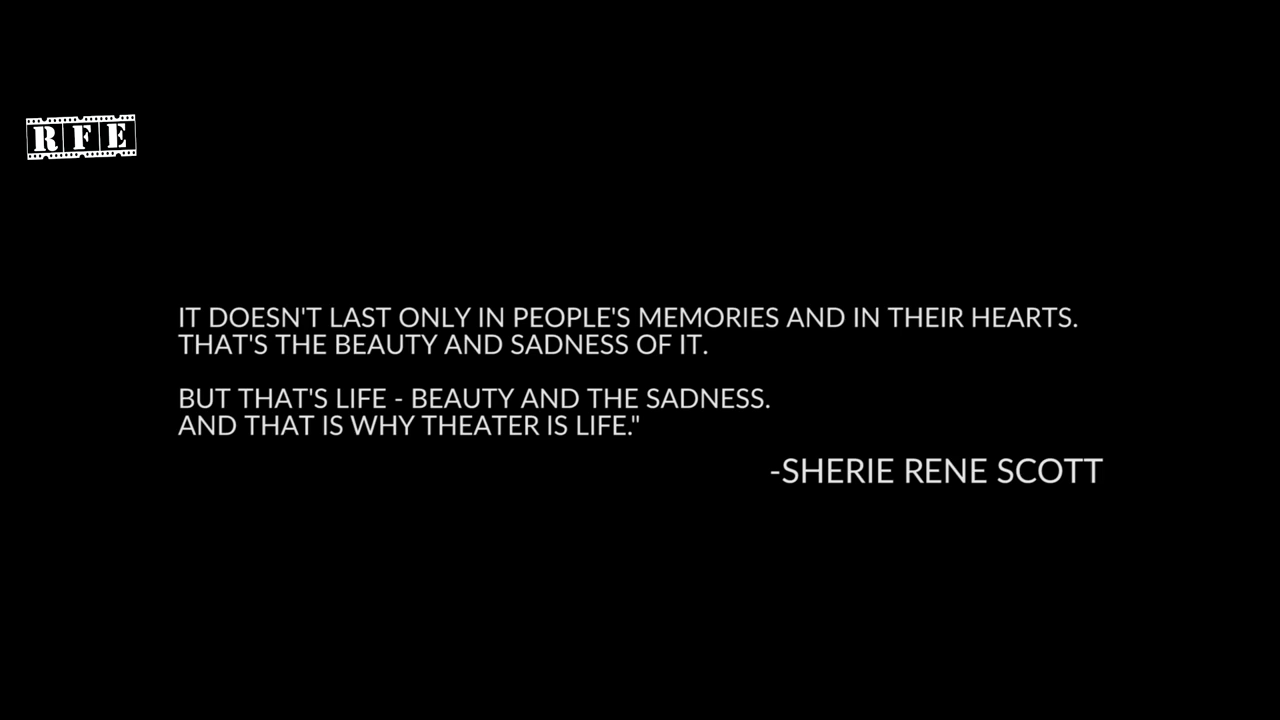 RFE
IT DOESN'T LAST ONLY IN PEOPLE'S MEMORIES AND IN THEIR HEARTS.
THAT'S THE BEAUTY AND SADNESS OF IT.
BUT THAT'S LIFE - BEAUTY AND THE SADNESS.
AND THAT IS WHY THEATER IS LIFE."
-SHERIE RENE SCOTT